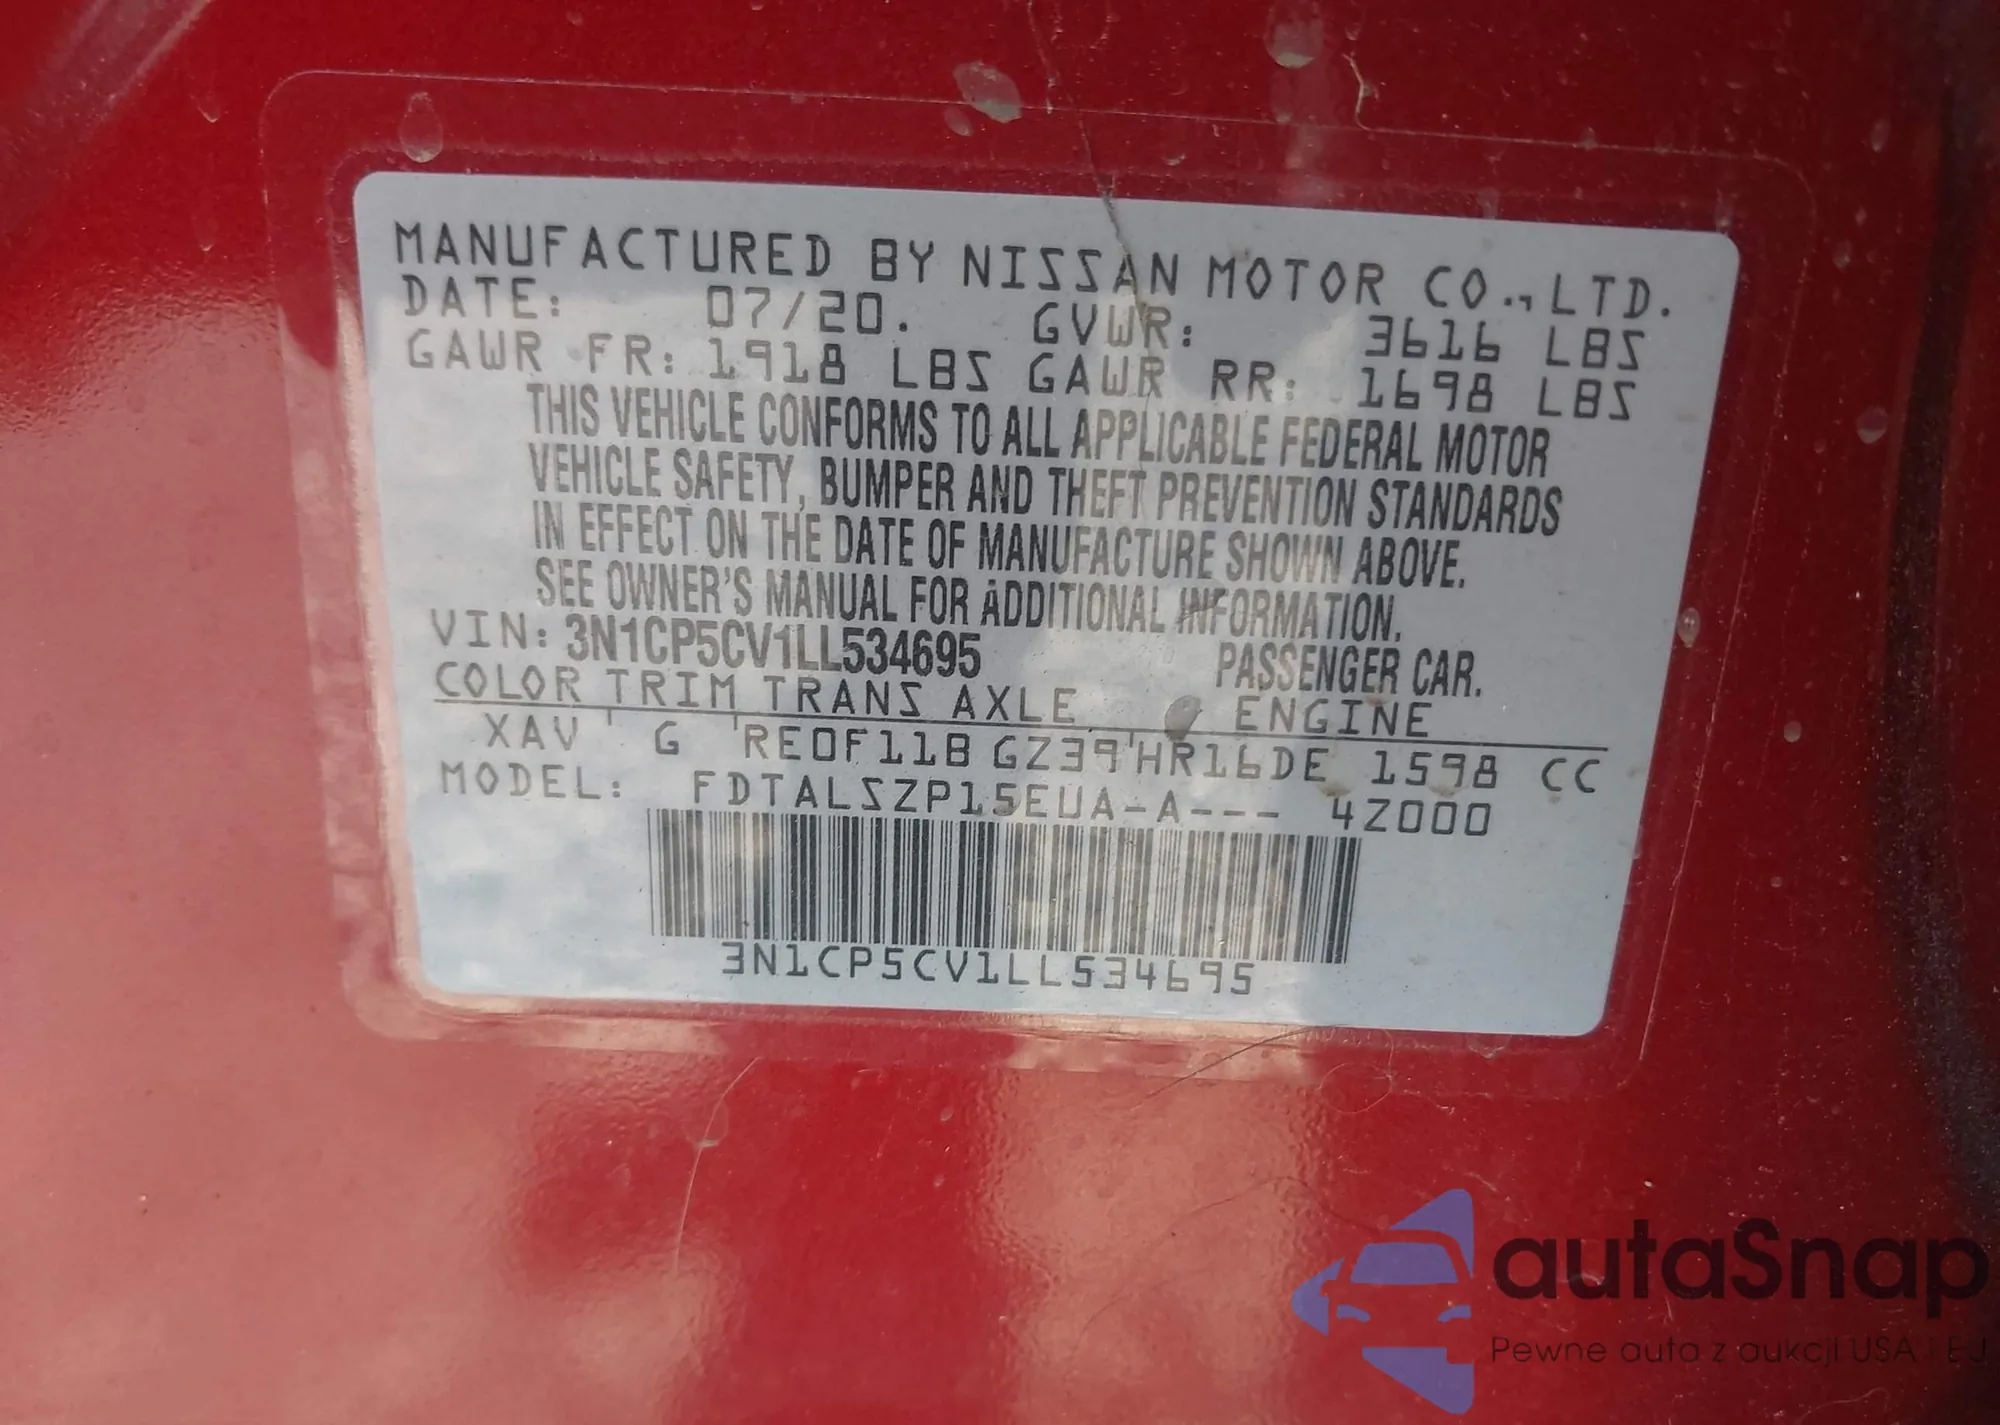 MANUFACTURED BY NISSAN MOTOR CO., LTD.
DATE: 07/20. GVWR: 3616 LBS
GAWR FR: 1918 LBS GAWR RR: 1698 LBS
THIS VEHICLE CONFORMS TO ALL APPLICABLE FEDERAL MOTOR
VEHICLE SAFETY, BUMPER AND THEFT PREVENTION STANDARDS
IN EFFECT ON THE DATE OF MANUFACTURE SHOWN ABOVE.
SEE OWNER'S MANUAL FOR ADDITIONAL INFORMATION.
VIN: 3N1CP5CV1LL534695 PASSENGER CAR.
COLOR TRIM TRANS AXLE ENGINE
XAV G RE0F11B GZ39 HR16DE 1598 CC
MODEL: FDTALSZP15EUA-A--- 4Z000
3N1CP5CV1LL534695
autaSnap
Pewne auta z aukcji USA i EU